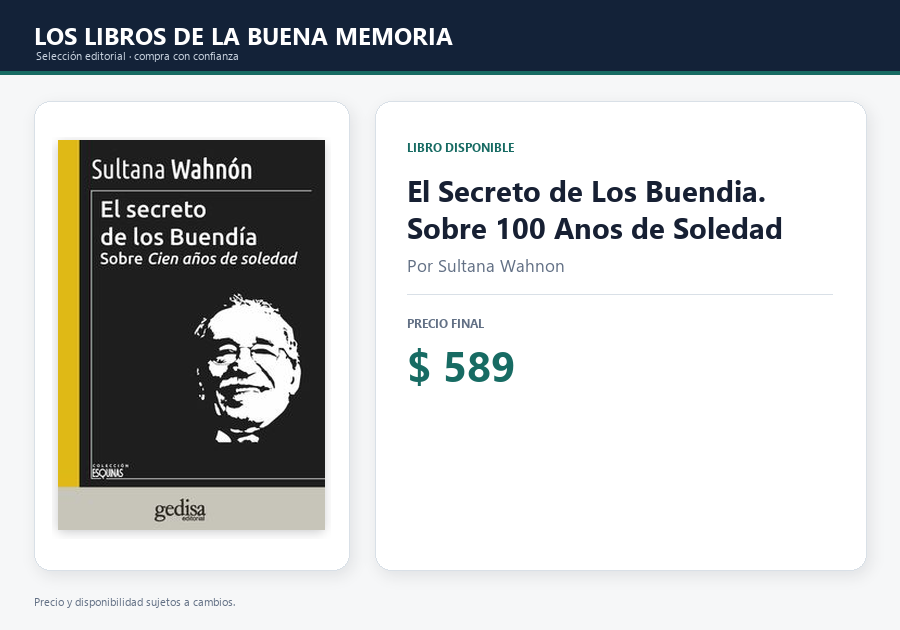 LOS LIBROS DE LA BUENA MEMORIA
Selección editorial · compra con confianza
Sultana Wahnón
El secreto
de los Buendía
Sobre Cien años de soledad
COLECCIÓN
ESQUINAS
gedisa
editorial
LIBRO DISPONIBLE
El Secreto de Los Buendia.
Sobre 100 Anos de Soledad
Por Sultana Wahnon
PRECIO FINAL
$ 589
Precio y disponibilidad sujetos a cambios.